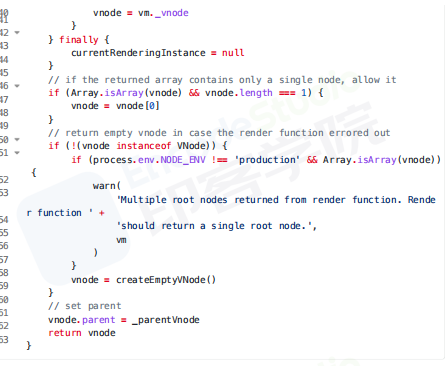 40 vnode = vm._vnode
41 }
42 } finally {
43 currentRenderingInstance = null
44 }
45 // if the returned array contains only a single node, allow it
46 if (Array.isArray(vnode) && vnode.length === 1) {
47 vnode = vnode[0]
48 }
49 // return empty vnode in case the render function errored out
50 if (!(vnode instanceof VNode)) {
51 if (process.env.NODE_ENV !== 'production' && Array.isArray(vnode))
{
52 warn(
53 'Multiple root nodes returned from render function. Rende
r function ' +
54 'should return a single root node.',
55 vm
56 )
57 }
58 vnode = createEmptyVNode()
59 }
60 // set parent
61 vnode.parent = _parentVnode
62 return vnode
63 }